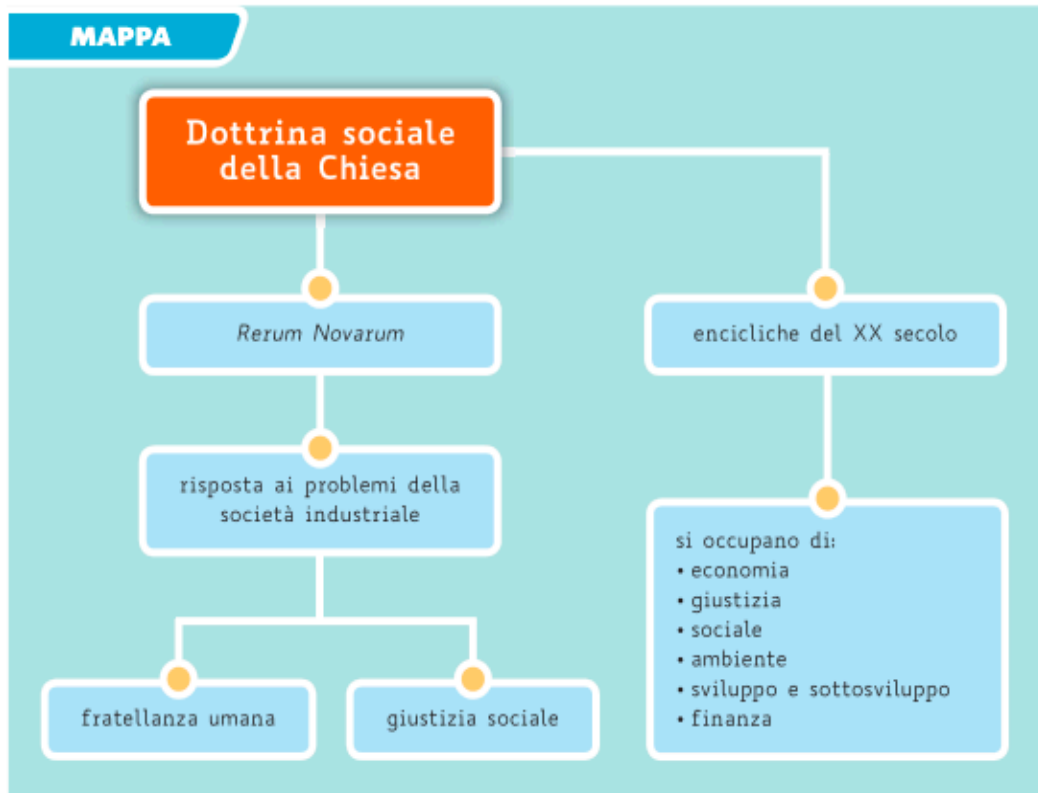 MAPPA
Dottrina sociale
della Chiesa
Rerum Novarum
encicliche del XX secolo
risposta ai problemi della
società industriale
si occupano di:
• economia
• giustizia
• sociale
• ambiente
• sviluppo e sottosviluppo
• finanza
fratellanza umana
giustizia sociale